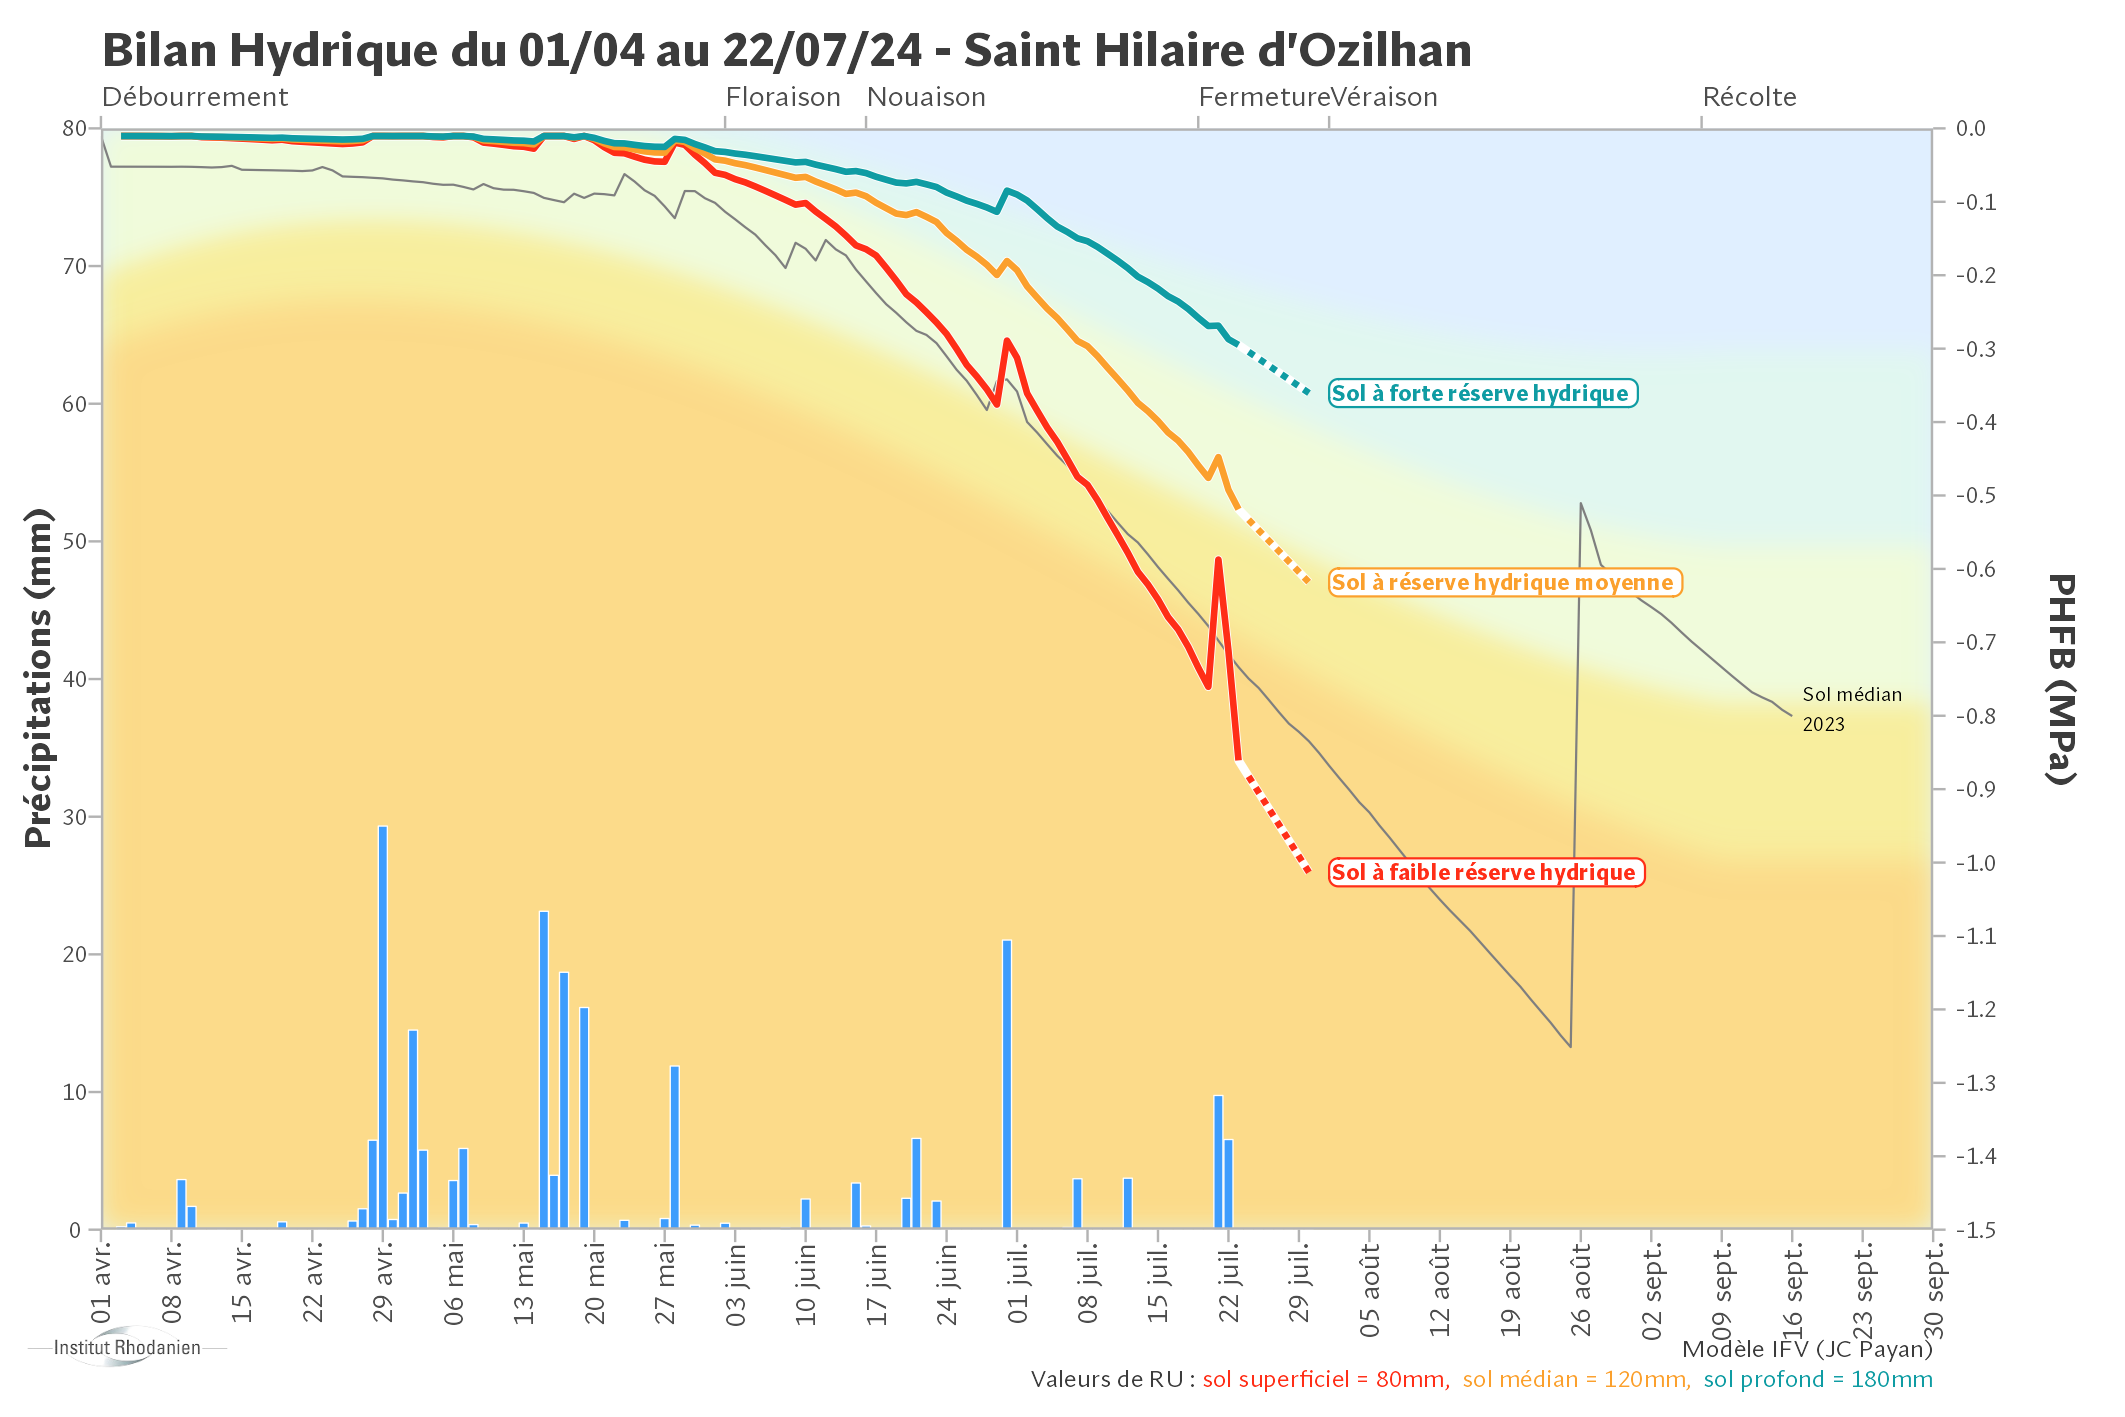 Bilan Hydrique du 01/04 au 22/07/24 - Saint Hilaire d'Ozilhan
Débourrement Floraison Nouaison Fermeture Véraison Récolte
80
70
60
50
40
30
20
10
0
Précipitations (mm)
0.0
-0.1
-0.2
-0.3
-0.4
-0.5
-0.6
-0.7
-0.8
-0.9
-1.0
-1.1
-1.2
-1.3
-1.4
-1.5
PHFB (MPa)
Sol à forte réserve hydrique
Sol à réserve hydrique moyenne
Sol médian
2023
Sol à faible réserve hydrique
01 avr.
08 avr.
15 avr.
22 avr.
29 avr.
06 mai
13 mai
20 mai
27 mai
03 juin
10 juin
17 juin
24 juin
01 juil.
08 juil.
15 juil.
22 juil.
29 juil.
05 août
12 août
19 août
26 août
02 sept.
09 sept.
16 sept.
23 sept.
30 sept.
Institut Rhodanien
Modèle IFV (JC Payan)
Valeurs de RU : sol superficiel = 80mm, sol médian = 120mm, sol profond = 180mm